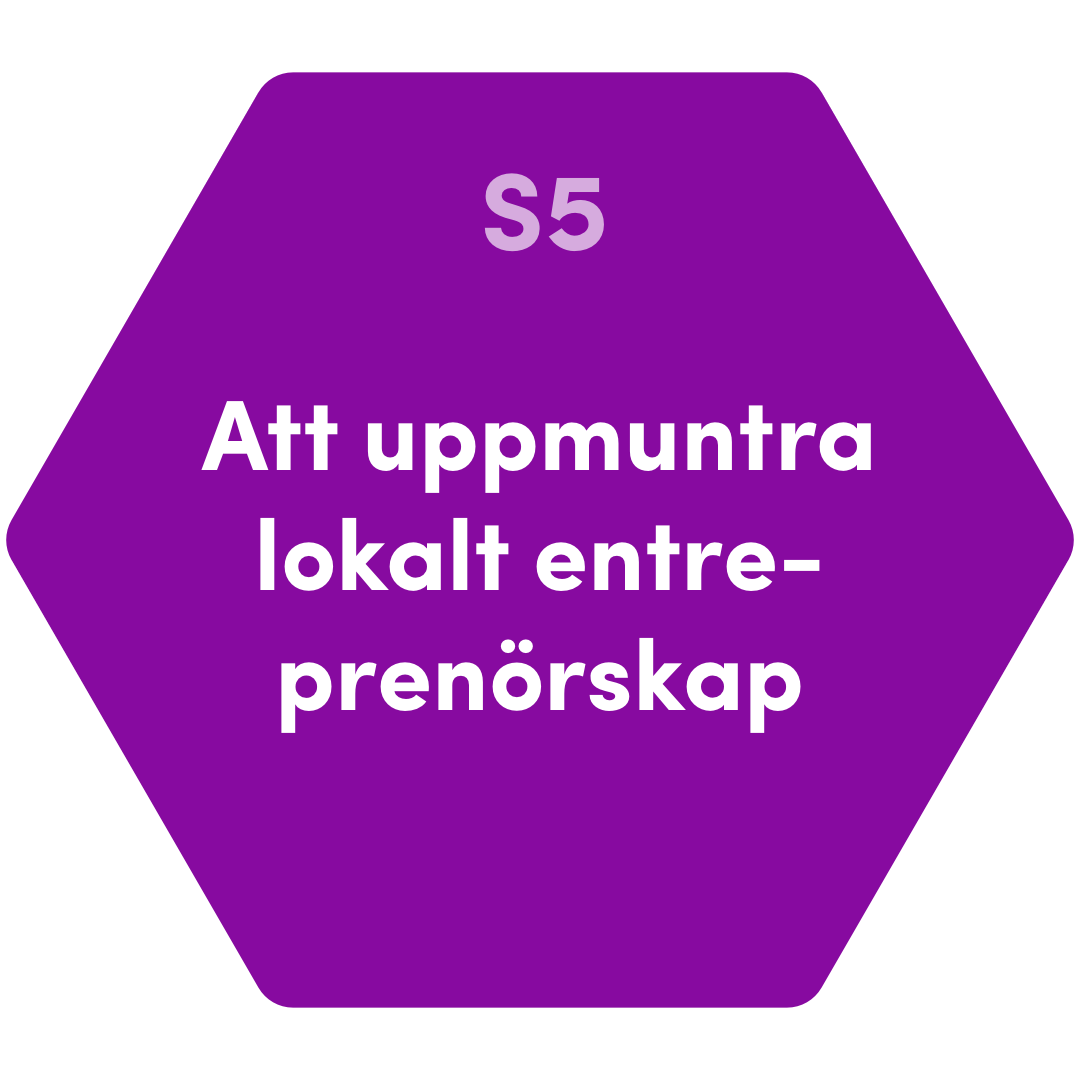 S5
Att uppmuntra
lokalt entre-
prenörskap